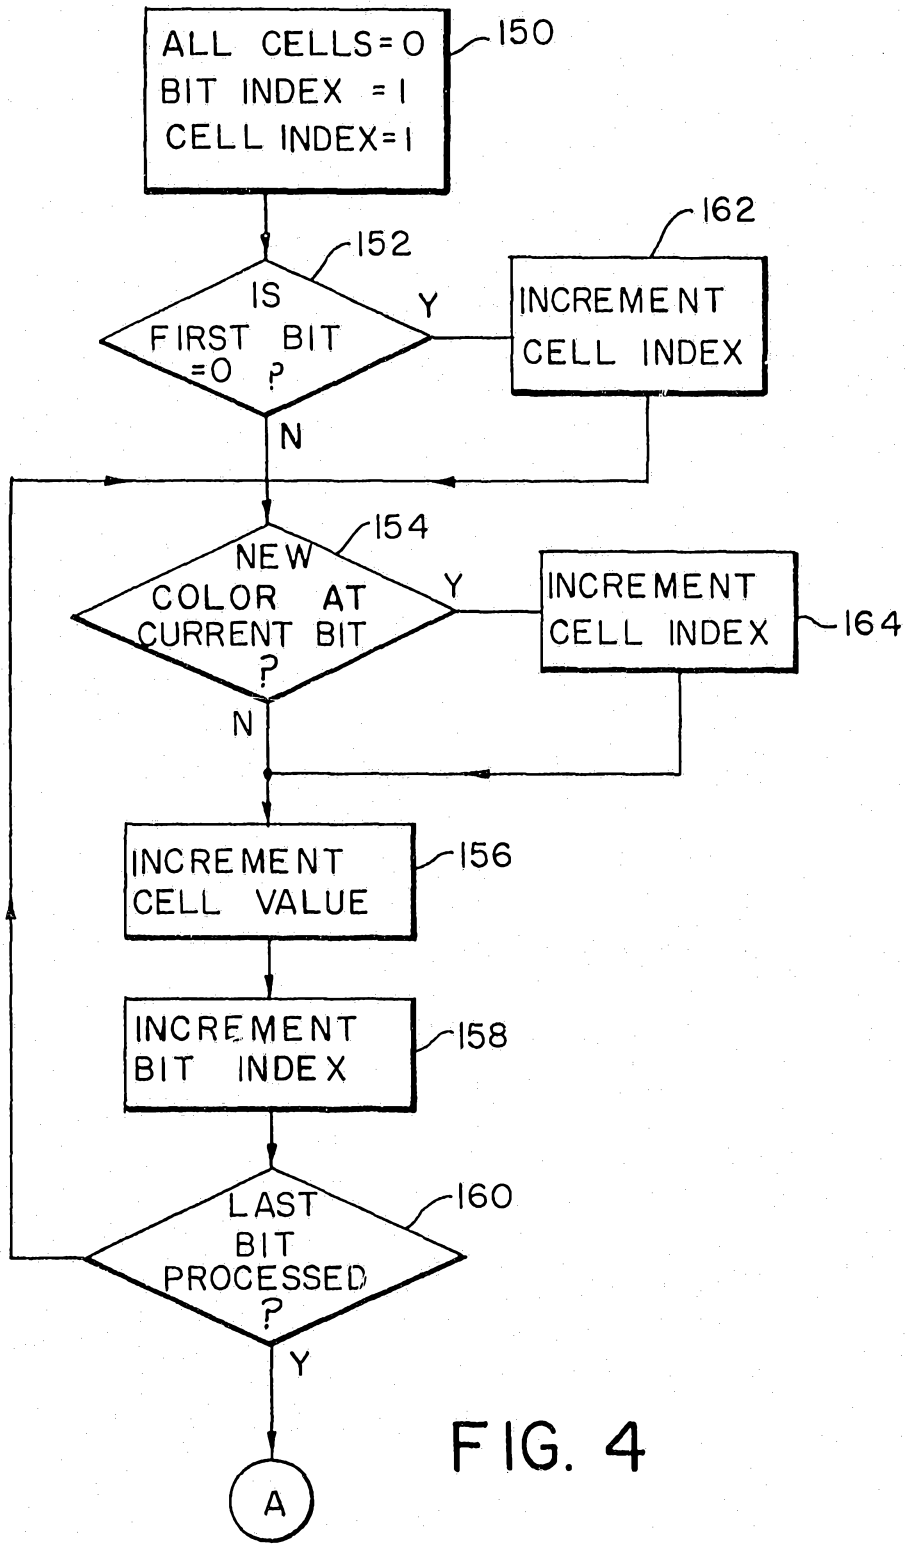 ALL CELLS=0
BIT INDEX =1
CELL INDEX=1
150
152
IS
FIRST BIT
=0 ?
Y
N
162
INCREMENT
CELL INDEX
154
NEW
COLOR AT
CURRENT BIT
?
Y
N
INCREMENT
CELL INDEX
164
INCREMENT
CELL VALUE
156
INCREMENT
BIT INDEX
158
160
LAST
BIT
PROCESSED
?
Y
A
FIG. 4